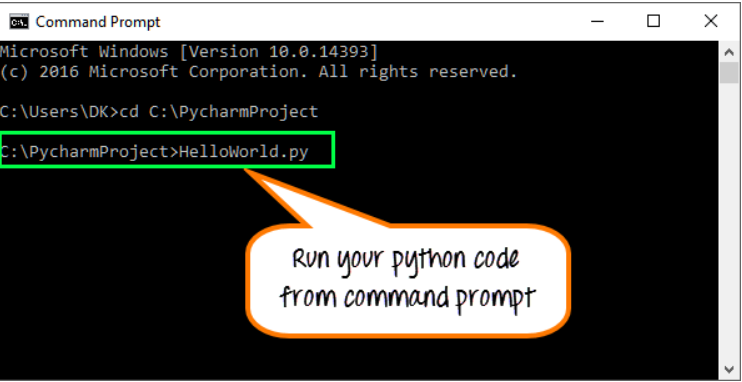 Command Prompt
Microsoft Windows [Version 10.0.14393]
(c) 2016 Microsoft Corporation. All rights reserved.
C:\Users\DK>cd C:\PycharmProject
C:\PycharmProject>HelloWorld.py
Run your python code
from command prompt